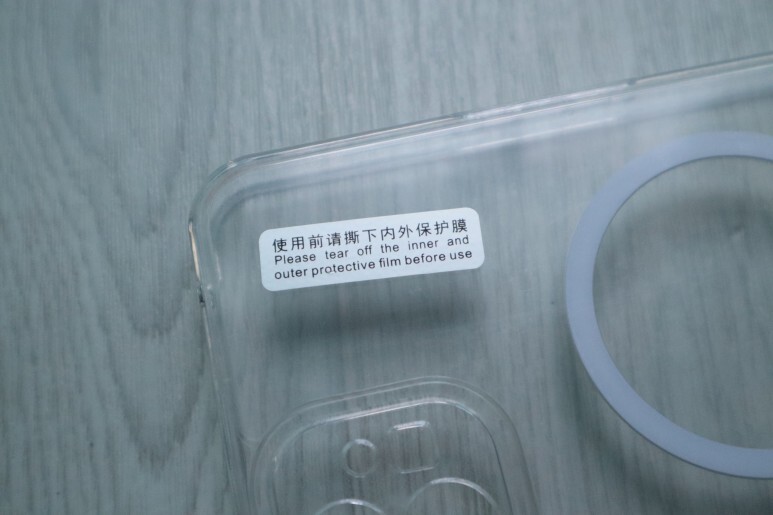 使用前请撕下内外保护膜
Please tear off the inner and
outer protective film before use